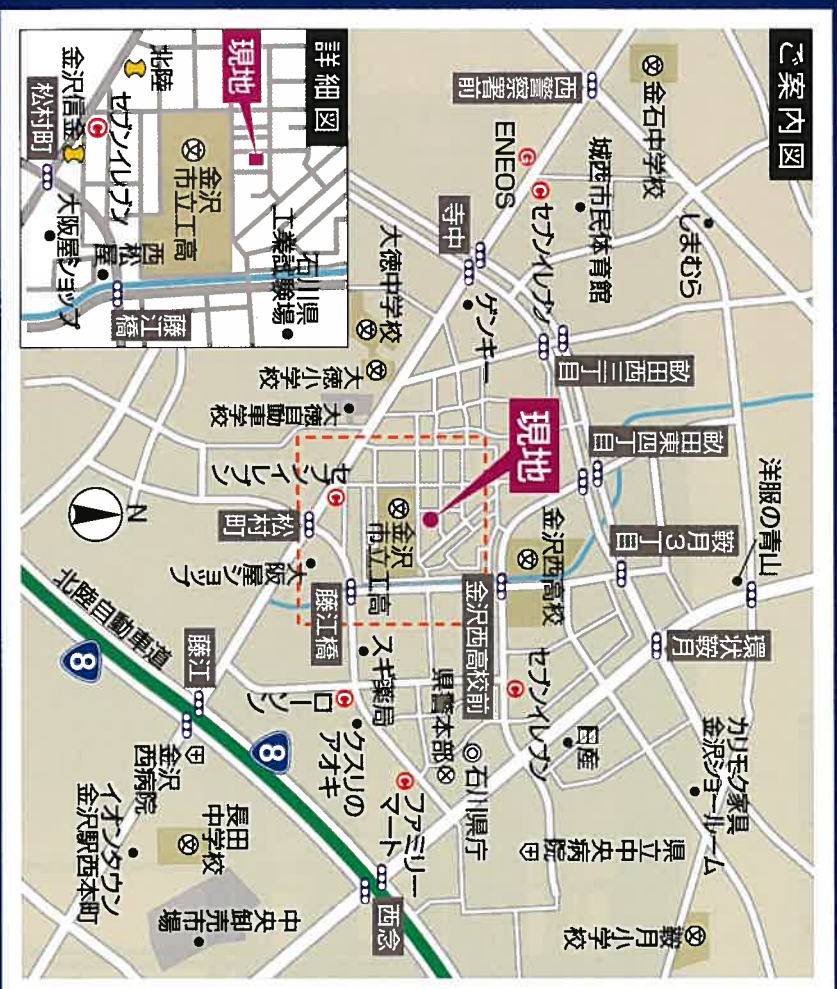 ご案内図
金石中学校
しまむら
洋服の青山
環状鞍月
カリモク家具
金沢ショールーム
鞍月小学校
西警察署前
城西市民体育館
セブンイレブン
ENEOS
畝田西三丁目
畝田東四丁目
鞍月3丁目
日産
県立中央病院
寺中
ゲンキー
現地
金沢西高校
金沢西高校前
セブンイレブン
石川県庁
県警本部
大徳中学校
大徳小学校
大徳自動車学校
セブンイレブン
金沢
市立工高
松村町
大阪屋ショップ
藤江橋
スギ薬局
ローソン
クスリの
アオキ
ファミリー
マート
西念
N
藤江
北陸自動車道
8
8
金沢
西病院
長田
中学校
イオンタウン
金沢駅西本町
中央卸売市場
詳細図
現地
北陸
金沢信金
セブンイレブン
松村町
金沢
市立工高
石川県
工業試験場
西松屋
大阪屋ショップ
藤江橋